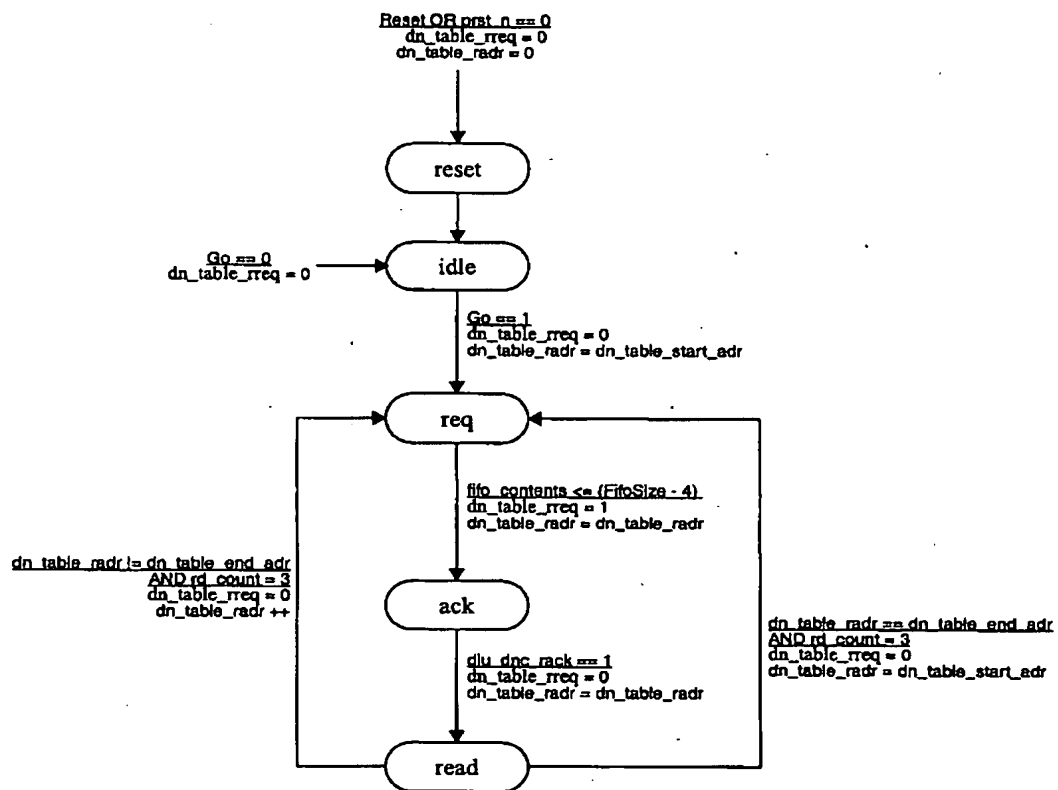 Reset OR prst_n == 0
dn_table_rreq = 0
dn_table_radr = 0
reset
Go == 0
dn_table_rreq = 0
idle
Go == 1
dn_table_rreq = 0
dn_table_radr = dn_table_start_adr
req
fifo_contents <= (FifoSize - 4)
dn_table_rreq = 1
dn_table_radr = dn_table_radr
dn_table_radr != dn_table_end_adr
AND rd_count = 3
dn_table_rreq = 0
dn_table_radr ++
ack
dn_table_radr == dn_table_end_adr
AND rd_count = 3
dn_table_rreq = 0
dn_table_radr = dn_table_start_adr
diu_dnc_rack == 1
dn_table_rreq = 0
dn_table_radr = dn_table_radr
read